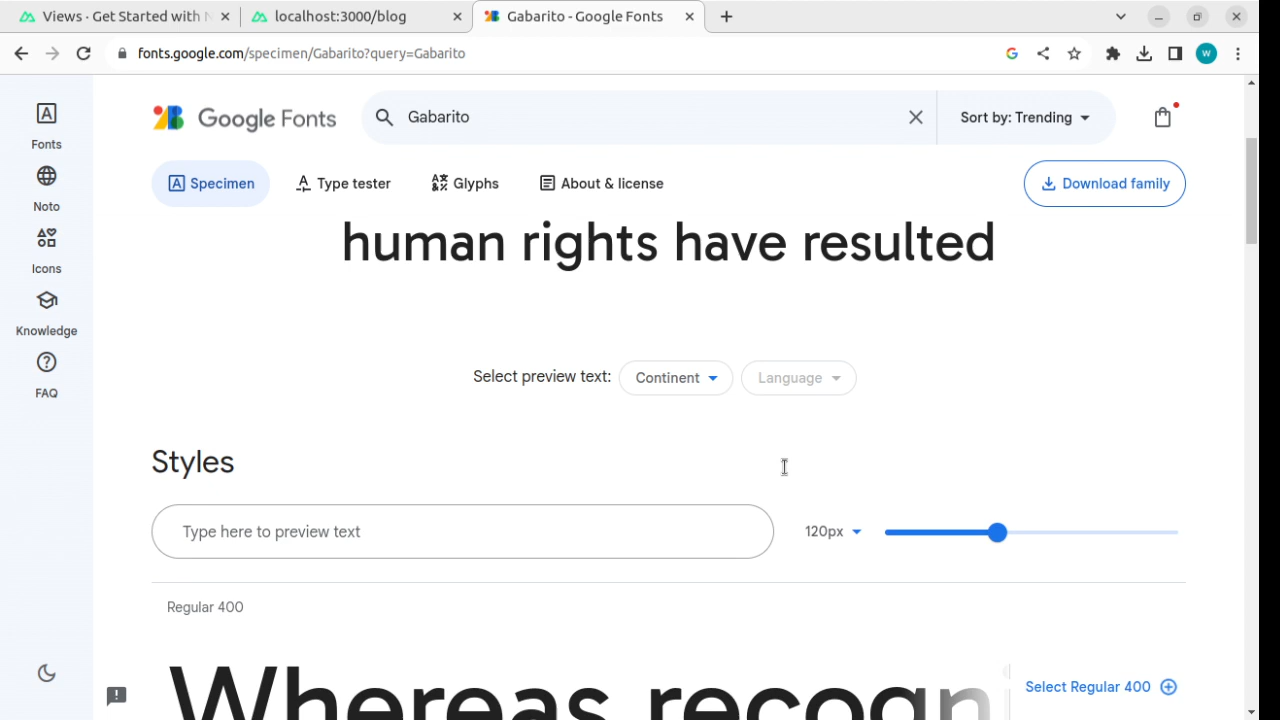 Views · Get Started with N
localhost:3000/blog
Gabarito - Google Fonts
fonts.google.com/specimen/Gabarito?query=Gabarito
W
Google Fonts
Gabarito
Sort by: Trending
Fonts
Noto
Icons
Knowledge
FAQ
Specimen
Type tester
Glyphs
About & license
Download family
human rights have resulted
Select preview text:
Continent
Language
Styles
Type here to preview text
120px
Regular 400
Whereas recogn
Select Regular 400